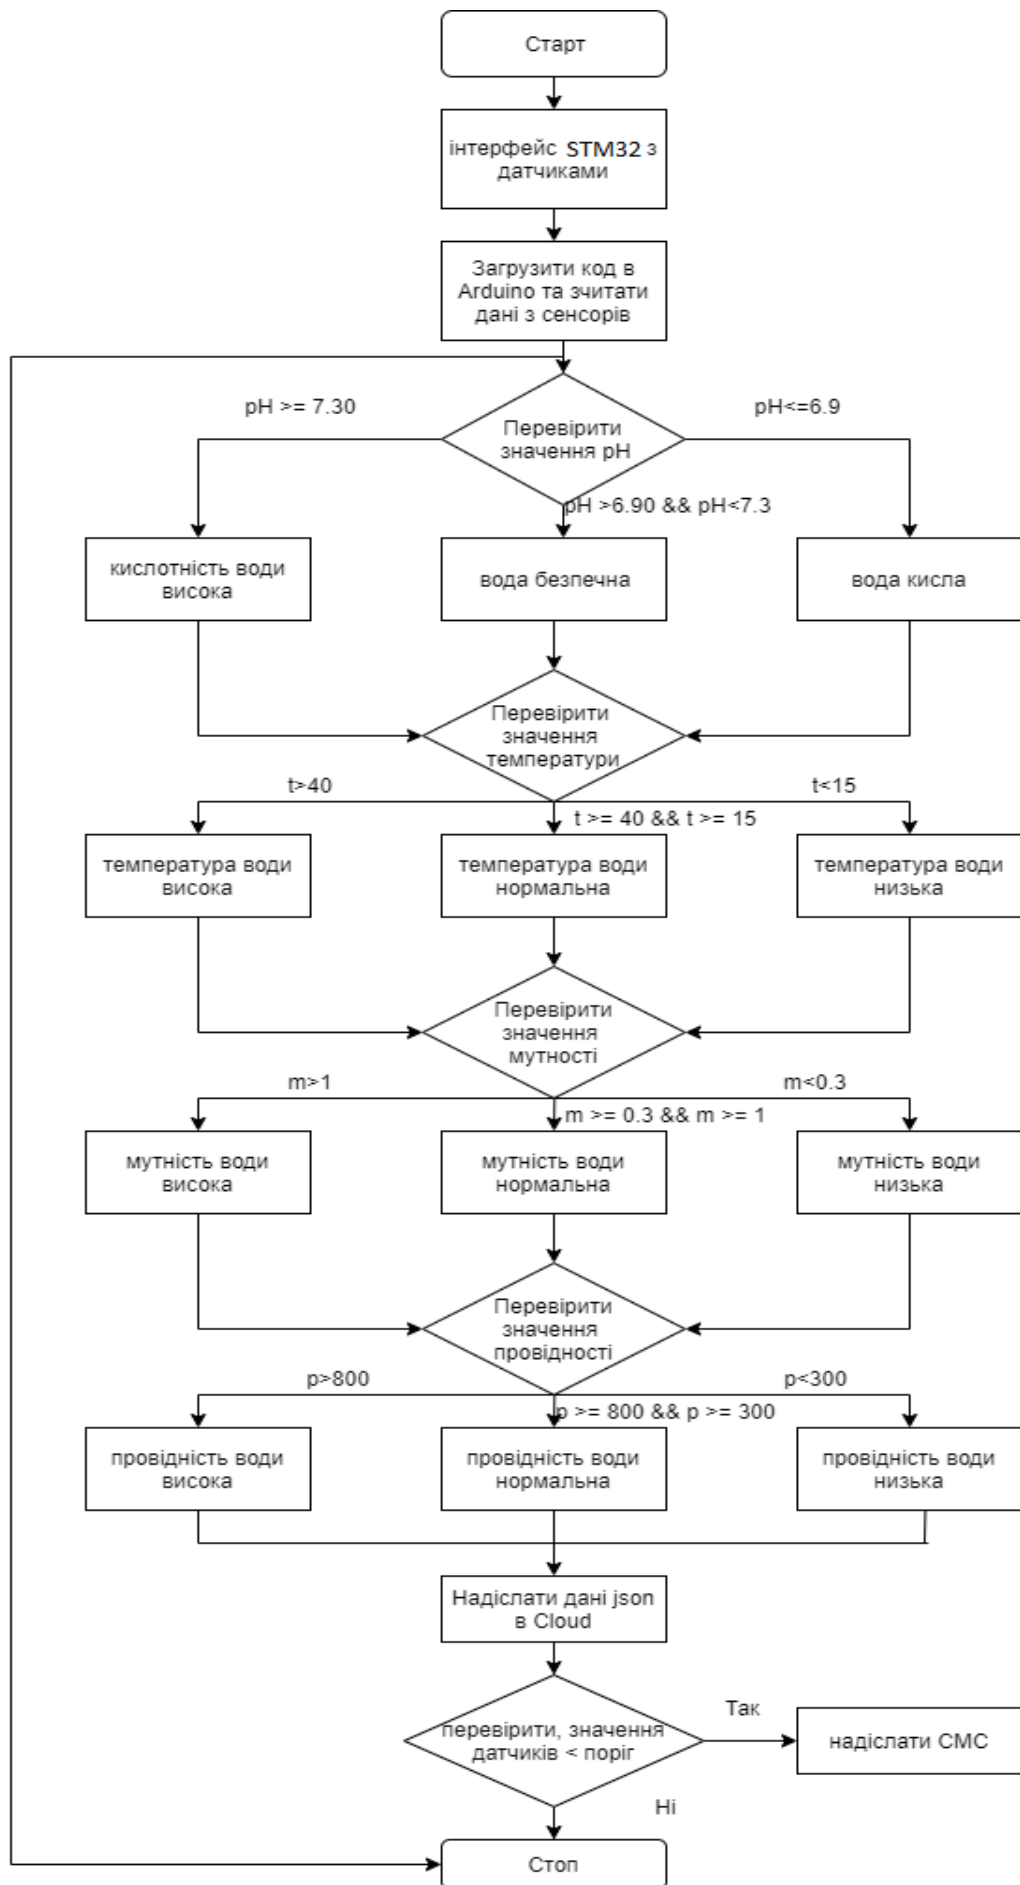 Старт
інтерфейс STM32 з
датчиками
Загрузити код в
Arduino та зчитати
дані з сенсорів
pH >= 7.30
pH<=6.9
Перевірити
значення pH
pH >6.90 && pH<7.3
кислотність води
висока
вода безпечна
вода кисла
Перевірити
значення
температури
t>40
t<15
t >= 40 && t >= 15
температура води
висока
температура води
нормальна
температура води
низька
Перевірити
значення
мутності
m>1
m<0.3
m >= 0.3 && m >= 1
мутність води
висока
мутність води
нормальна
мутність води
низька
Перевірити
значення
провідності
p>800
p<300
p >= 800 && p >= 300
провідність води
висока
провідність води
нормальна
провідність води
низька
Надіслати дані json
в Cloud
перевірити, значення
датчиків < поріг
Так
надіслати СМС
Ні
Стоп